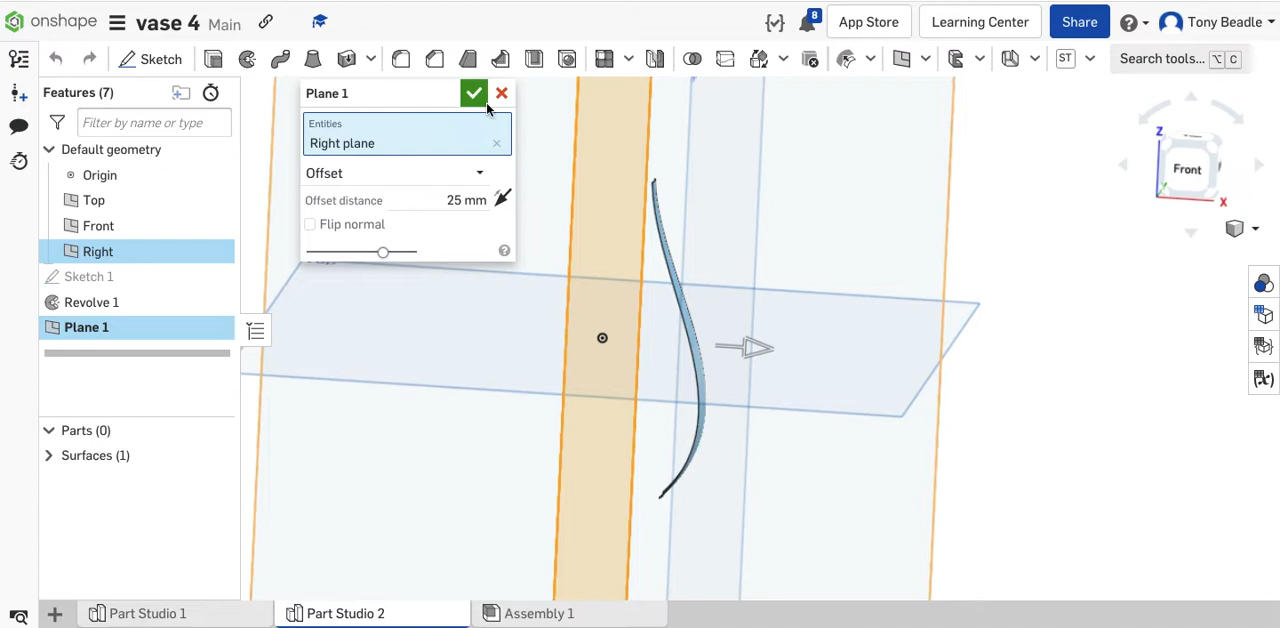 onshape
vase 4 Main
8
App Store
Learning Center
Share
Tony Beadle
Sketch
ST
Search tools... ⌥ C
Features (7)
Filter by name or type
Default geometry
Origin
Top
Front
Right
Sketch 1
Revolve 1
Plane 1
Parts (0)
Surfaces (1)
Plane 1
Entities
Right plane
Offset
Offset distance 25 mm
Flip normal
Z
Front
Y
X
Part Studio 1
Part Studio 2
Assembly 1